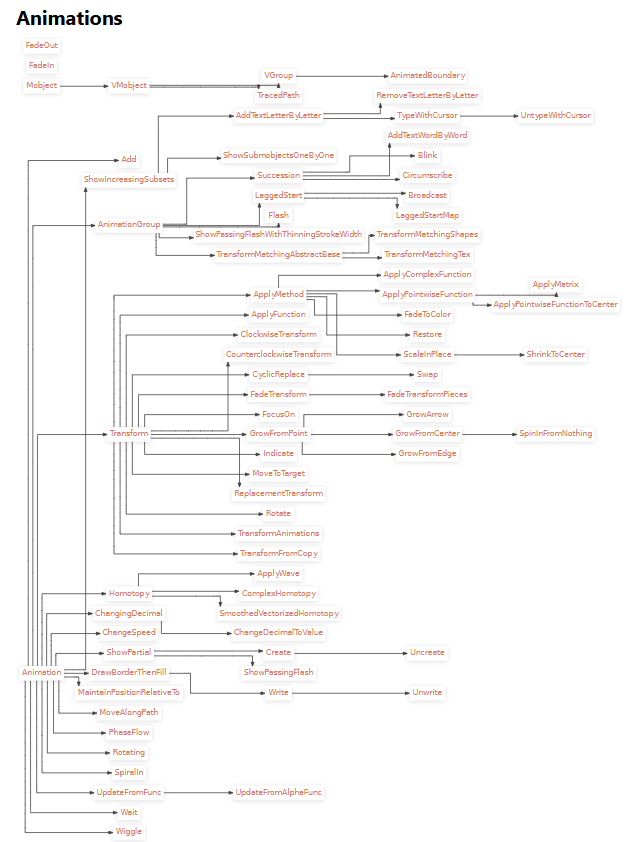 Animations
FadeOut
FadeIn
VGroup
AnimatedBoundary
Mobject
VMobject
TracedPath
RemoveTextLetterByLetter
AddTextLetterByLetter
TypeWithCursor
UntypeWithCursor
AddTextWordByWord
Add
ShowSubmobjectsOneByOne
Blink
ShowIncreasingSubsets
Succession
Circumscribe
LaggedStart
Broadcast
Flash
LaggedStartMap
AnimationGroup
ShowPassingFlashWithThinningStrokeWidth
TransformMatchingShapes
TransformMatchingAbstractBase
TransformMatchingTex
ApplyComplexFunction
ApplyMatrix
ApplyMethod
ApplyPointwiseFunction
ApplyPointwiseFunctionToCenter
ApplyFunction
FadeToColor
ClockwiseTransform
Restore
CounterclockwiseTransform
ScaleInPlace
ShrinkToCenter
CyclicReplace
Swap
FadeTransform
FadeTransformPieces
FocusOn
GrowArrow
Transform
GrowFromPoint
GrowFromCenter
SpinInFromNothing
Indicate
GrowFromEdge
MoveToTarget
ReplacementTransform
Rotate
TransformAnimations
TransformFromCopy
ApplyWave
Homotopy
ComplexHomotopy
ChangingDecimal
SmoothedVectorizedHomotopy
ChangeSpeed
ChangeDecimalToValue
ShowPartial
Create
Uncreate
Animation
DrawBorderThenFill
ShowPassingFlash
MaintainPositionRelativeTo
Write
Unwrite
MoveAlongPath
PhaseFlow
Rotating
SpiralIn
UpdateFromFunc
UpdateFromAlphaFunc
Wait
Wiggle